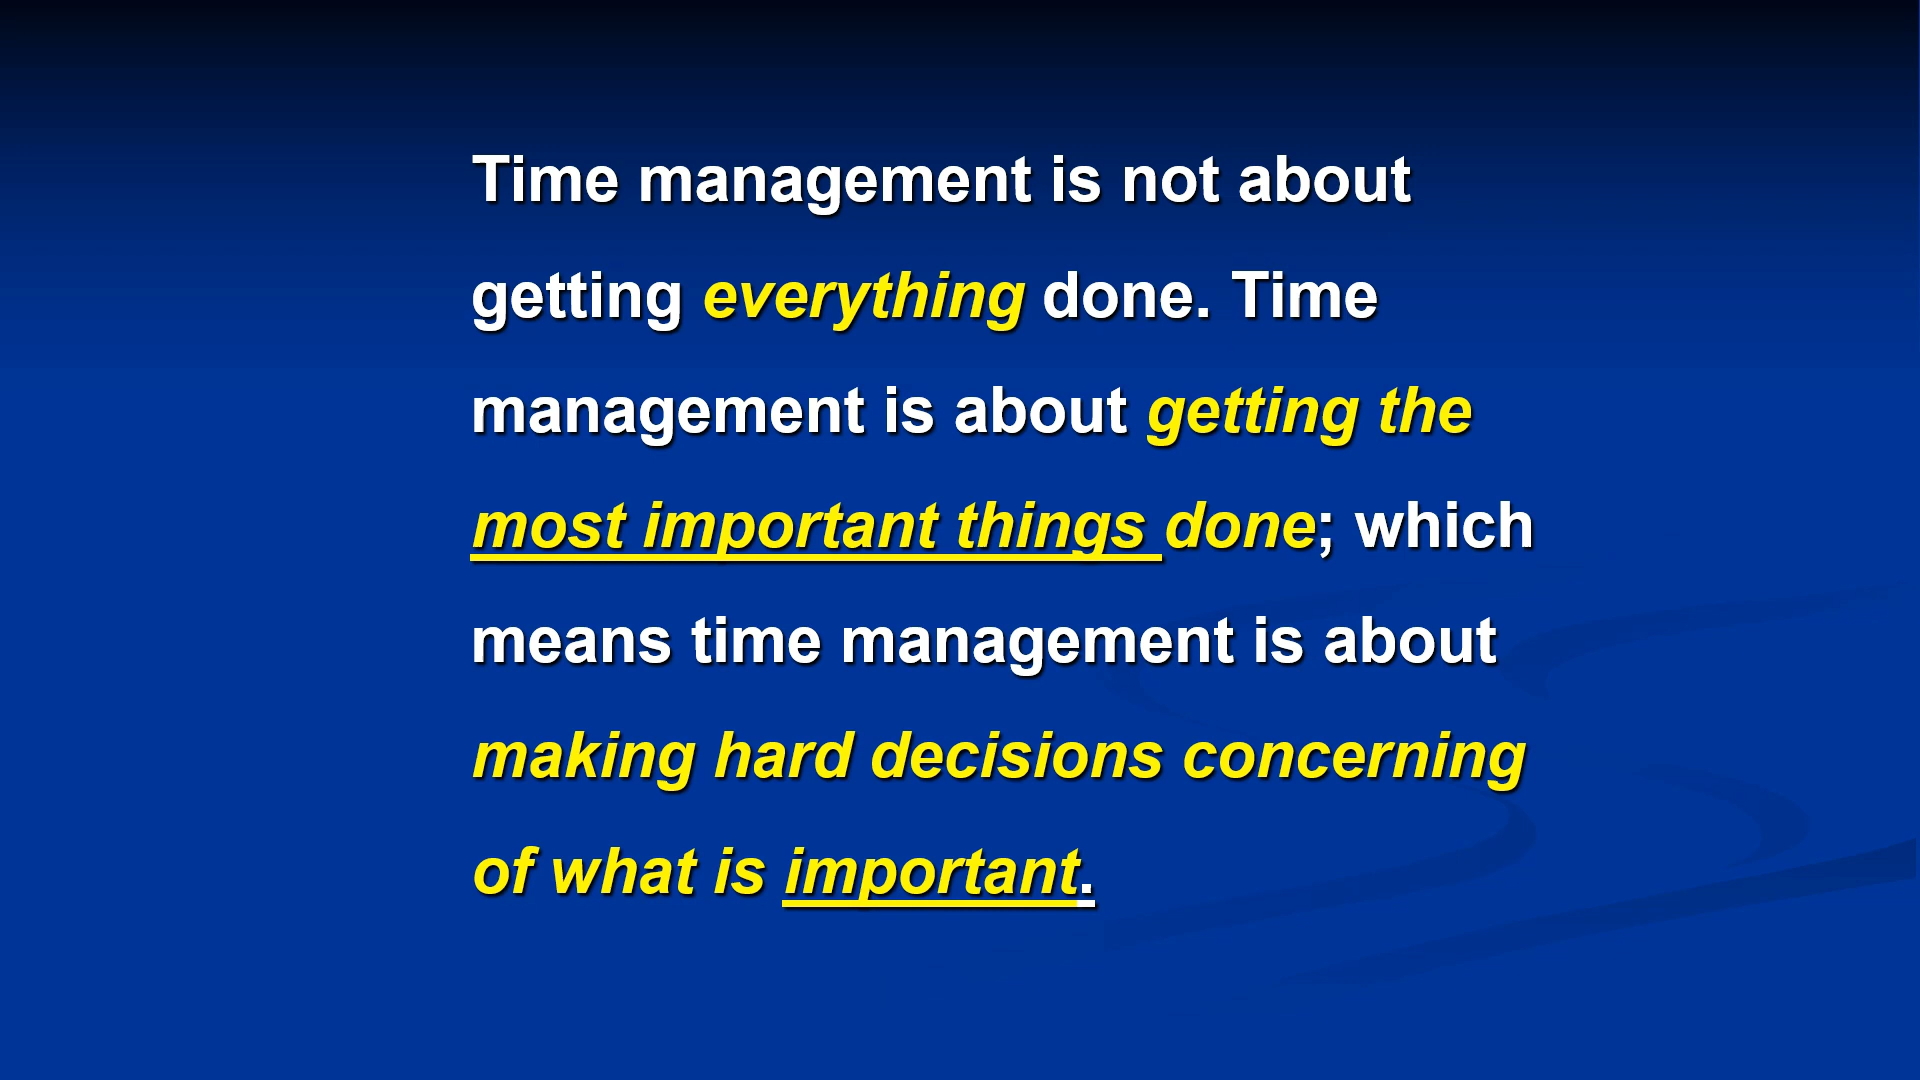 Time management is not about
getting everything done. Time
management is about getting the
most important things done; which
means time management is about
making hard decisions concerning
of what is important.